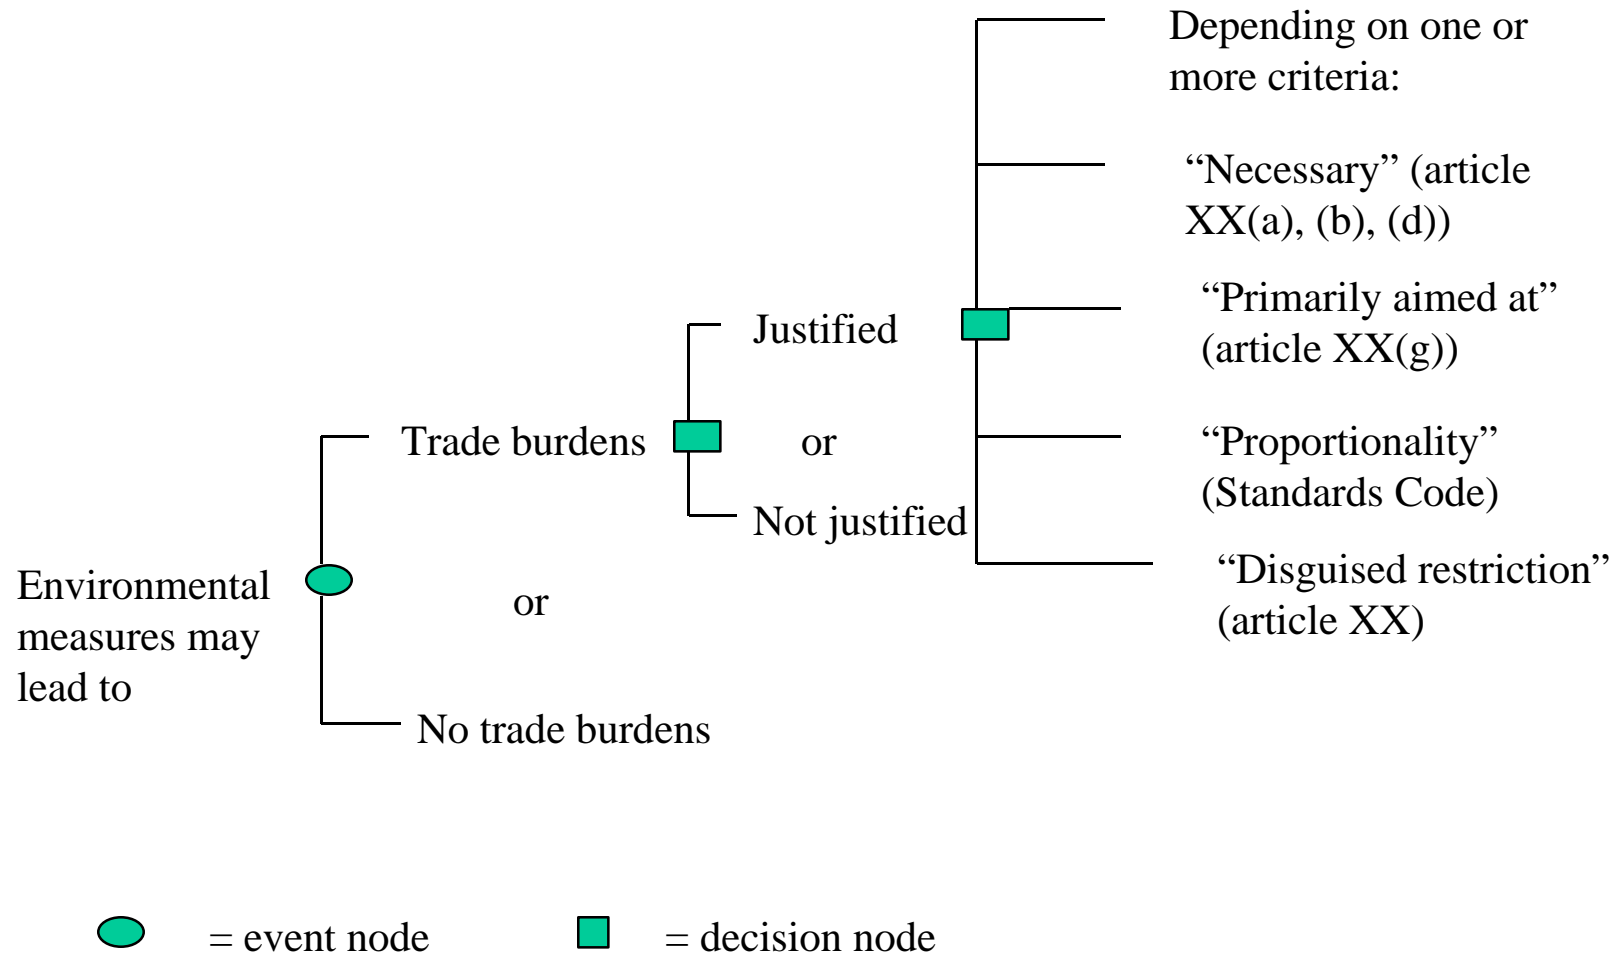 Depending on one or
more criteria:
“Necessary” (article
XX(a), (b), (d))
“Primarily aimed at”
(article XX(g))
Justified
Trade burdens
or
“Proportionality”
(Standards Code)
Not justified
“Disguised restriction”
(article XX)
Environmental
measures may
lead to
or
No trade burdens
= event node
= decision node